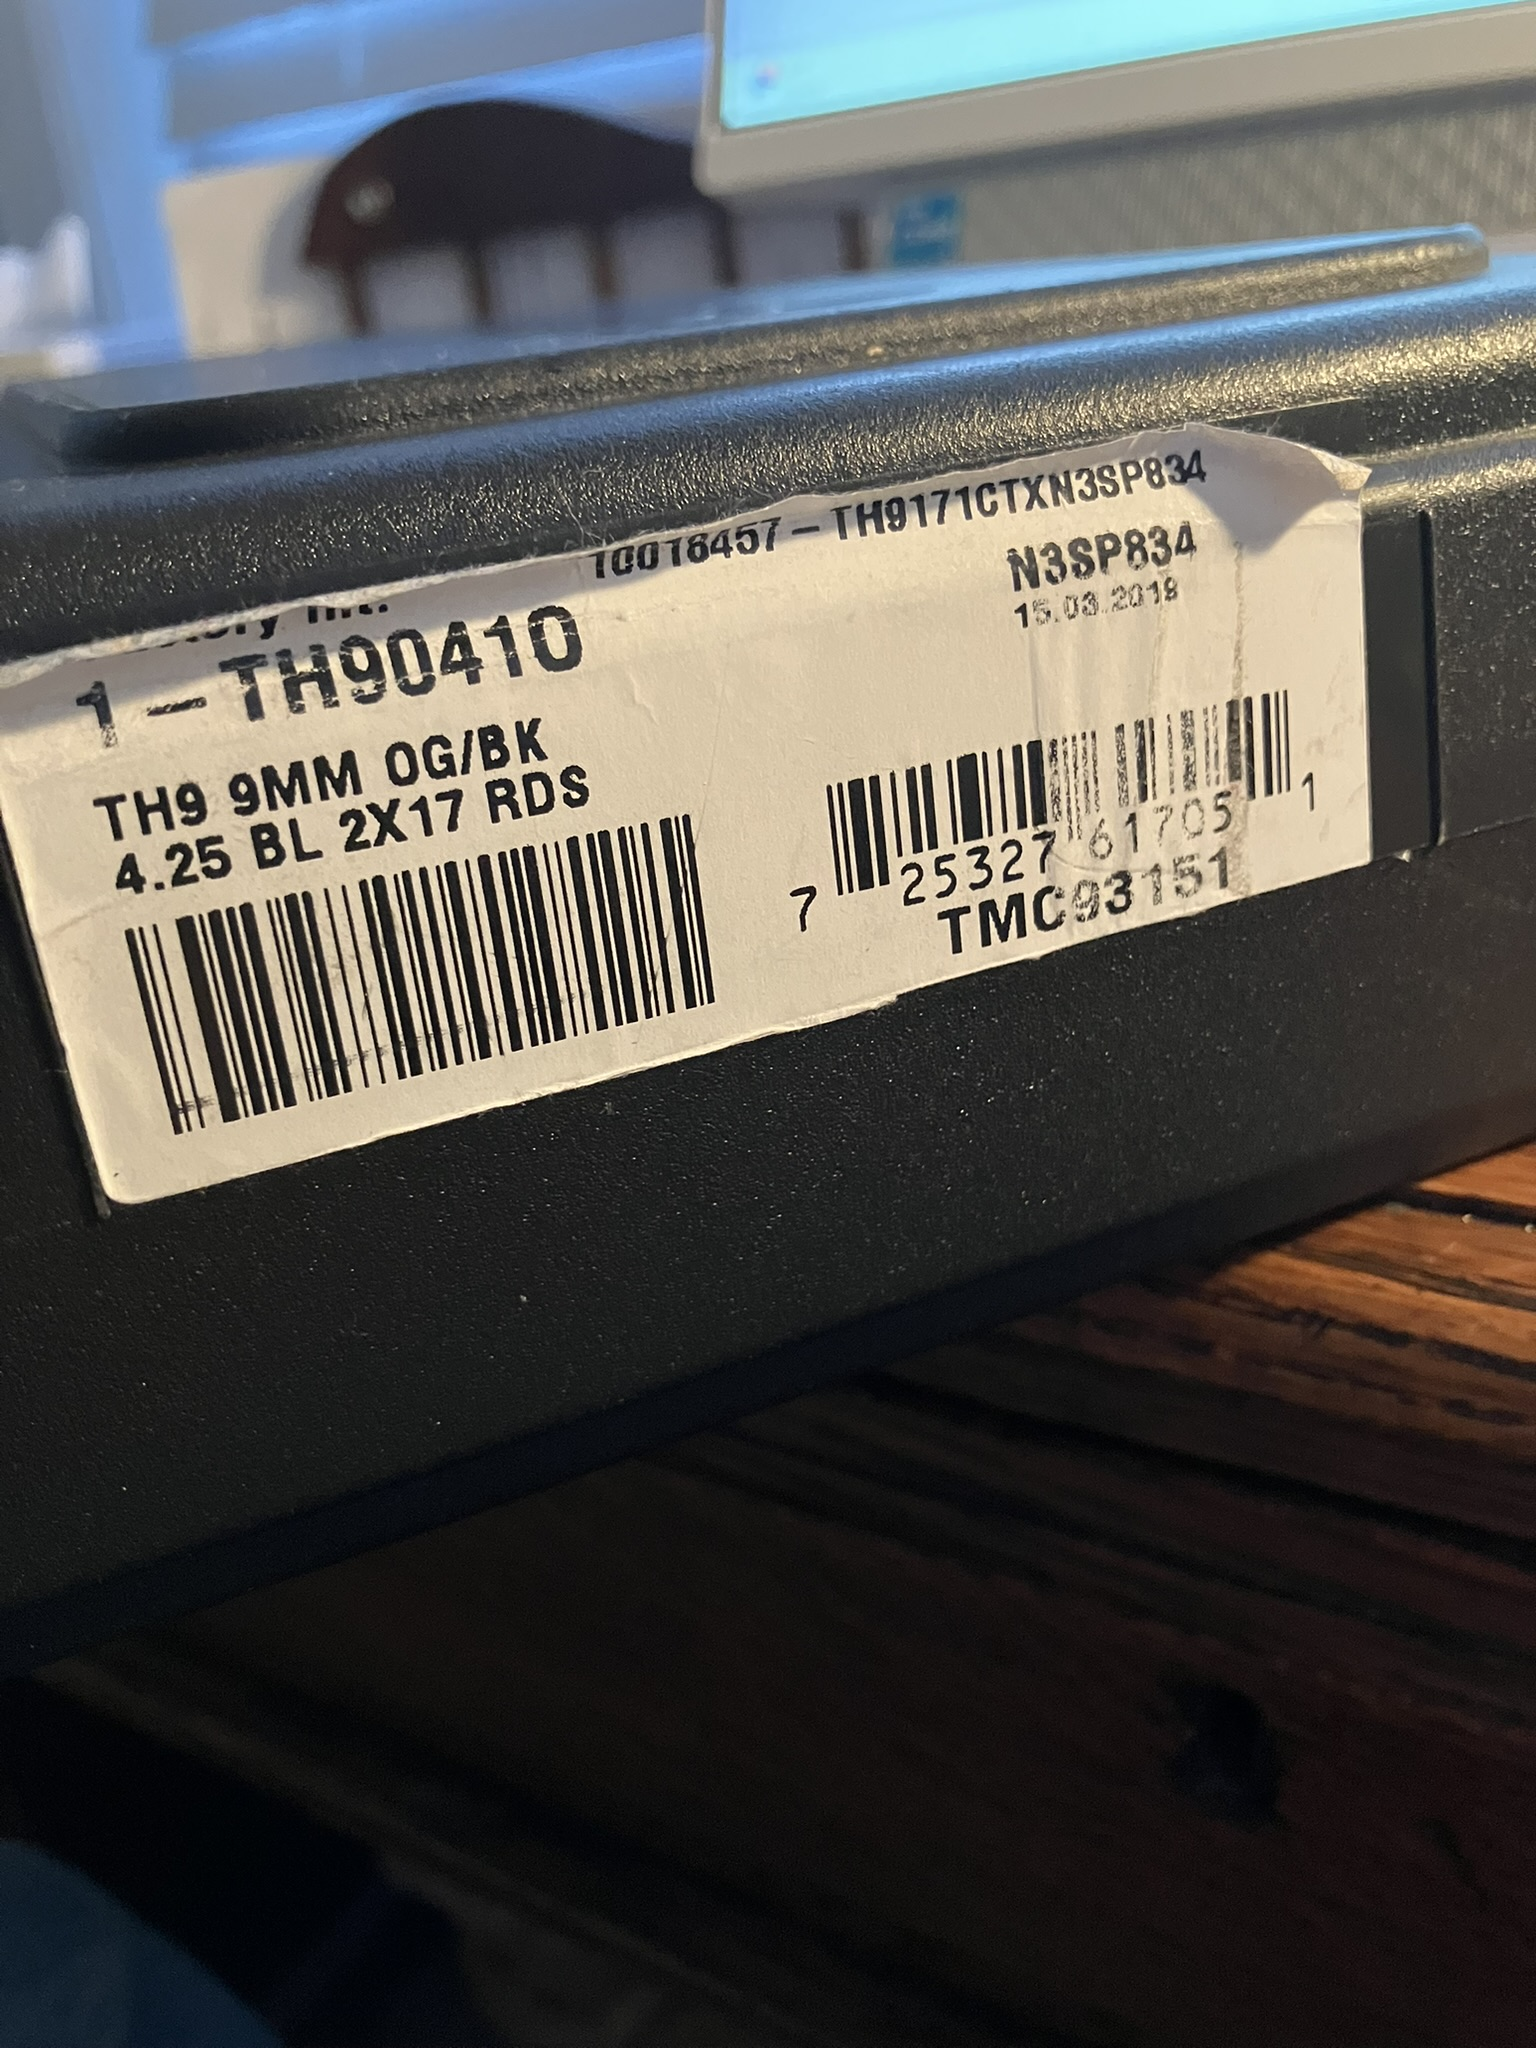 10016457-TH9171CTXN3SP834
N3SP834
15.03.2019
1-TH90410
TH9 9MM OG/BK
4.25 BL 2X17 RDS
7 25327 61705 1
TMC93151